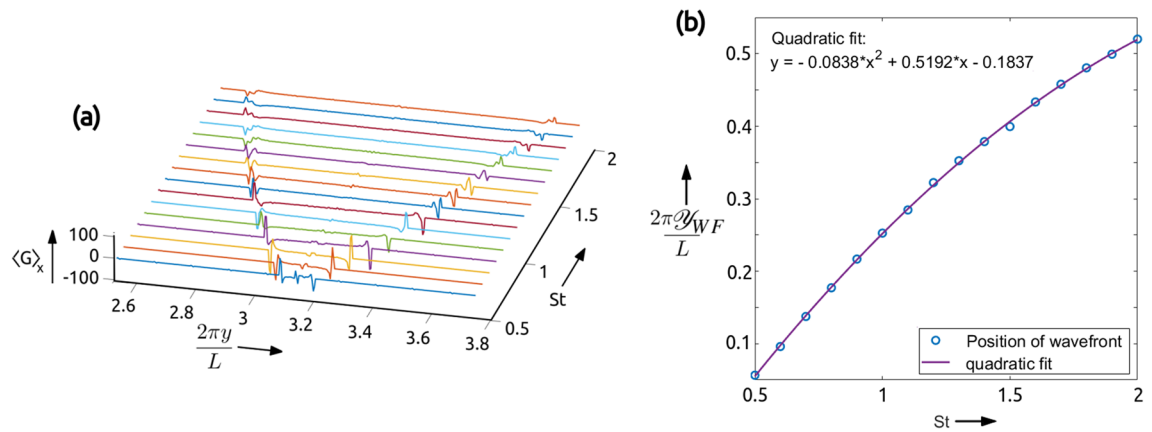 (a)
100
0
-100
⟨G⟩x
2.6
2.8
3
3.2
3.4
3.6
3.8
2πy
L
0.5
1
1.5
2
St
(b)
Quadratic fit:
y = - 0.0838*x² + 0.5192*x - 0.1837
0.5
0.4
0.3
0.2
0.1
2π𝒴WF
L
Position of wavefront
quadratic fit
0.5
1
1.5
2
St